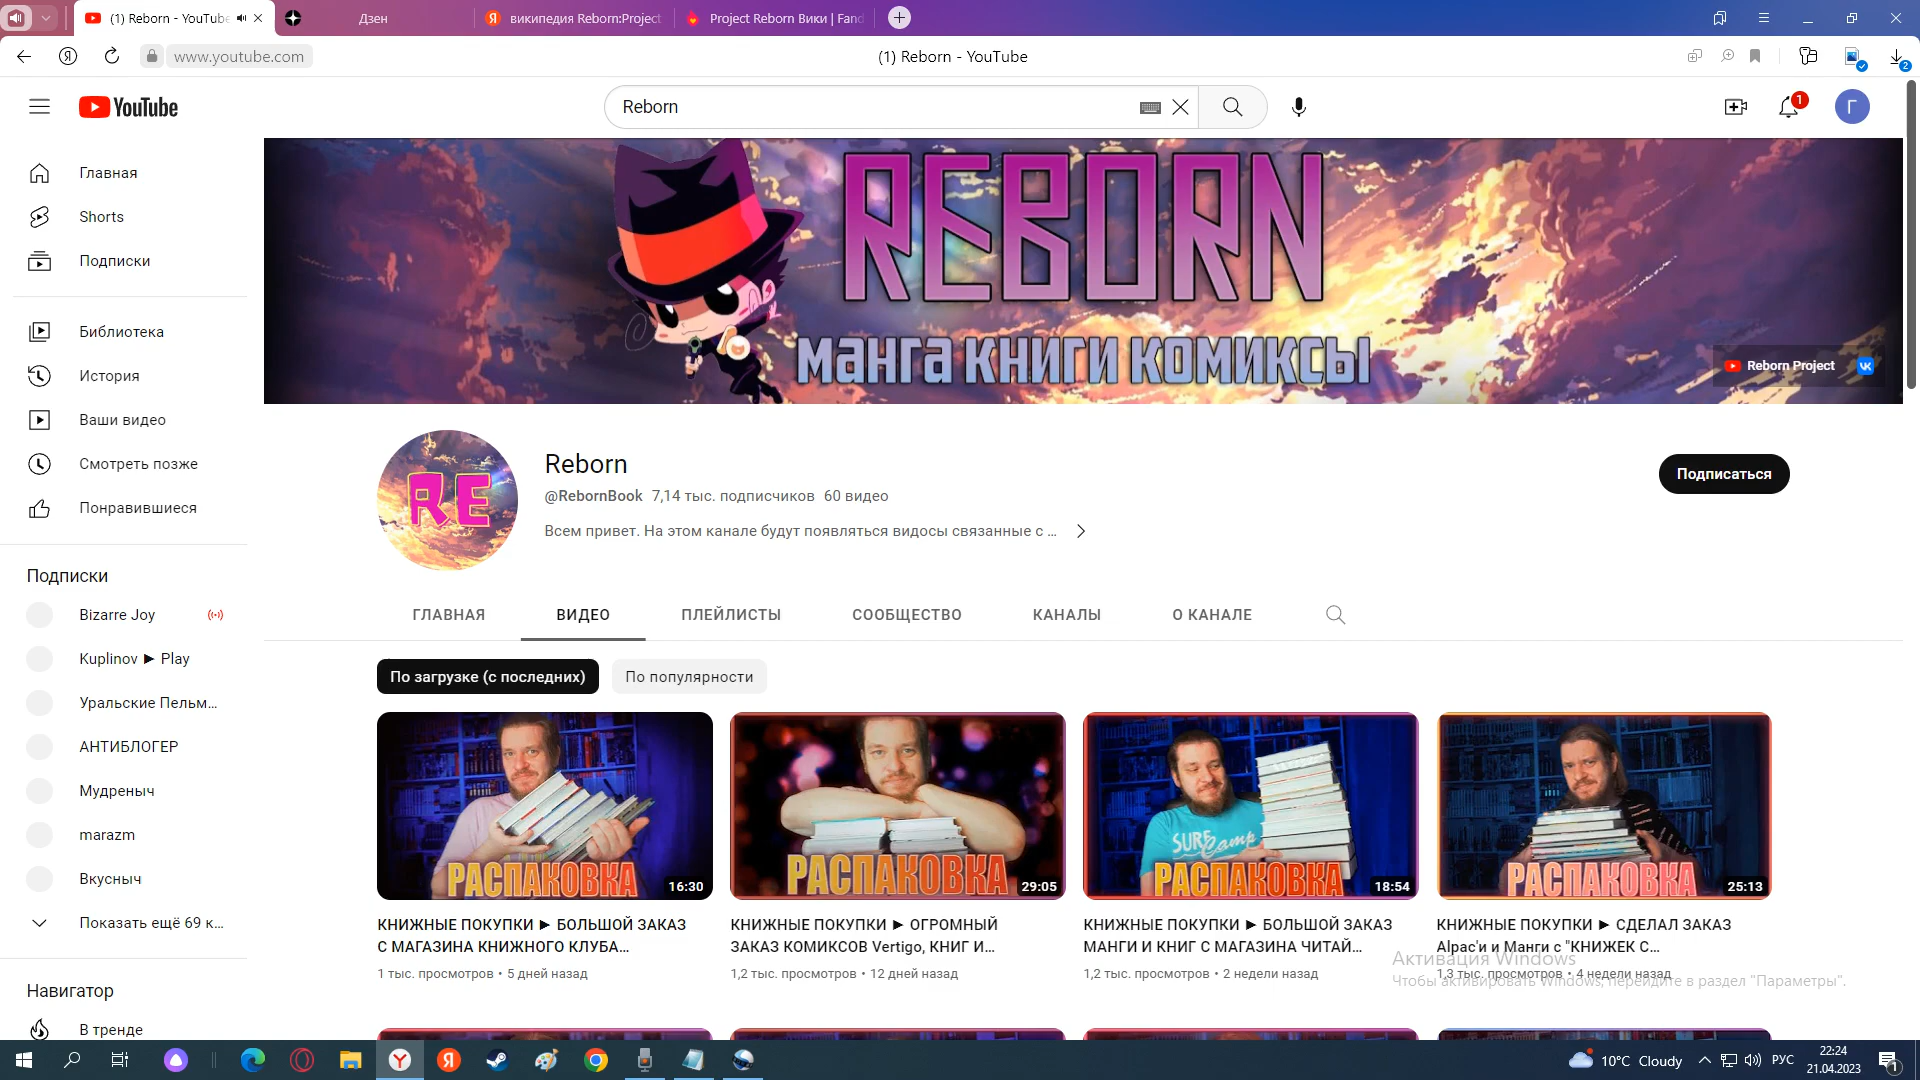 (1) Reborn - YouTube
Дзен
википедия Reborn:Project
Project Reborn Вики | Fand
www.youtube.com
(1) Reborn - YouTube
2
YouTube
Reborn
1
Г
Главная
Shorts
Подписки
Библиотека
История
Ваши видео
Смотреть позже
Понравившиеся
Подписки
Bizarre Joy
Kuplinov ► Play
Уральские Пельм...
АНТИБЛОГЕР
Мудреныч
marazm
Вкусныч
Показать ещё 69 к...
Навигатор
В тренде
REBORN
МАНГА КНИГИ КОМИКСЫ
Reborn Project
RE
Reborn
@RebornBook 7,14 тыс. подписчиков 60 видео
Всем привет. На этом канале будут появляться видосы связанные с ...
Подписаться
ГЛАВНАЯ
ВИДЕО
ПЛЕЙЛИСТЫ
СООБЩЕСТВО
КАНАЛЫ
О КАНАЛЕ
По загрузке (с последних)
По популярности
РАСПАКОВКА
16:30
РАСПАКОВКА
29:05
SURF Camp
РАСПАКОВКА
18:54
РАСПАКОВКА
25:13
КНИЖНЫЕ ПОКУПКИ ► БОЛЬШОЙ ЗАКАЗ
С МАГАЗИНА КНИЖНОГО КЛУБА...
1 тыс. просмотров • 5 дней назад
КНИЖНЫЕ ПОКУПКИ ► ОГРОМНЫЙ
ЗАКАЗ КОМИКСОВ Vertigo, КНИГ И...
1,2 тыс. просмотров • 12 дней назад
КНИЖНЫЕ ПОКУПКИ ► БОЛЬШОЙ ЗАКАЗ
МАНГИ И КНИГ С МАГАЗИНА ЧИТАЙ...
1,2 тыс. просмотров • 2 недели назад
КНИЖНЫЕ ПОКУПКИ ► СДЕЛАЛ ЗАКАЗ
Alpac'и и Манги с "КНИЖЕК С...
1,3 тыс. просмотров • 4 недели назад
Активация Windows
Чтобы активировать Windows, перейдите в раздел "Параметры".
10°C Cloudy
РУС
22:24
21.04.2023
1